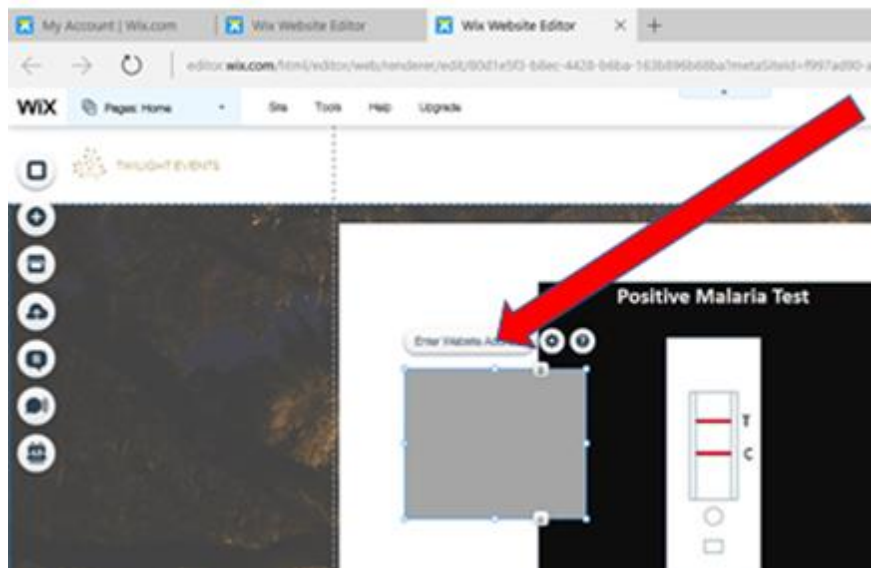 My Account | Wix.com Wix Website Editor Wix Website Editor
editor.wix.com/html/editor/web/renderer/edit/
WiX Pages: Home Site Tools Help Upgrade
TWILIGHT EVENTS
Positive Malaria Test
Enter Website
T
C